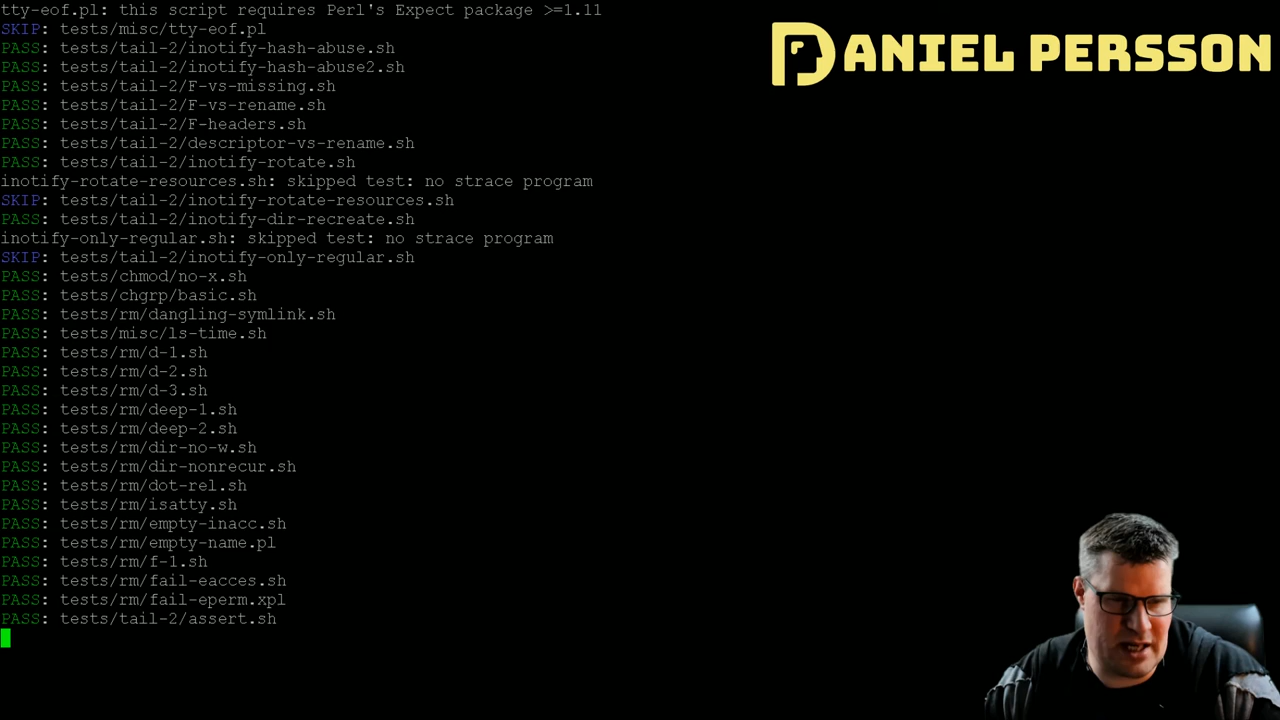 tty-eof.pl: this script requires Perl's Expect package >=1.11
SKIP: tests/misc/tty-eof.pl
PASS: tests/tail-2/inotify-hash-abuse.sh
PASS: tests/tail-2/inotify-hash-abuse2.sh
PASS: tests/tail-2/F-vs-missing.sh
PASS: tests/tail-2/F-vs-rename.sh
PASS: tests/tail-2/F-headers.sh
PASS: tests/tail-2/descriptor-vs-rename.sh
PASS: tests/tail-2/inotify-rotate.sh
inotify-rotate-resources.sh: skipped test: no strace program
SKIP: tests/tail-2/inotify-rotate-resources.sh
PASS: tests/tail-2/inotify-dir-recreate.sh
inotify-only-regular.sh: skipped test: no strace program
SKIP: tests/tail-2/inotify-only-regular.sh
PASS: tests/chmod/no-x.sh
PASS: tests/chgrp/basic.sh
PASS: tests/rm/dangling-symlink.sh
PASS: tests/misc/ls-time.sh
PASS: tests/rm/d-1.sh
PASS: tests/rm/d-2.sh
PASS: tests/rm/d-3.sh
PASS: tests/rm/deep-1.sh
PASS: tests/rm/deep-2.sh
PASS: tests/rm/dir-no-w.sh
PASS: tests/rm/dir-nonrecur.sh
PASS: tests/rm/dot-rel.sh
PASS: tests/rm/isatty.sh
PASS: tests/rm/empty-inacc.sh
PASS: tests/rm/empty-name.pl
PASS: tests/rm/f-1.sh
PASS: tests/rm/fail-eacces.sh
PASS: tests/rm/fail-eperm.xpl
PASS: tests/tail-2/assert.sh
DANIEL PERSSON